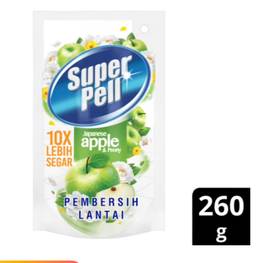 Super
Pell
10X
LEBIH
SEGAR
Japanese
apple
& Peony
PEMBERSIH
LANTAI
260
g